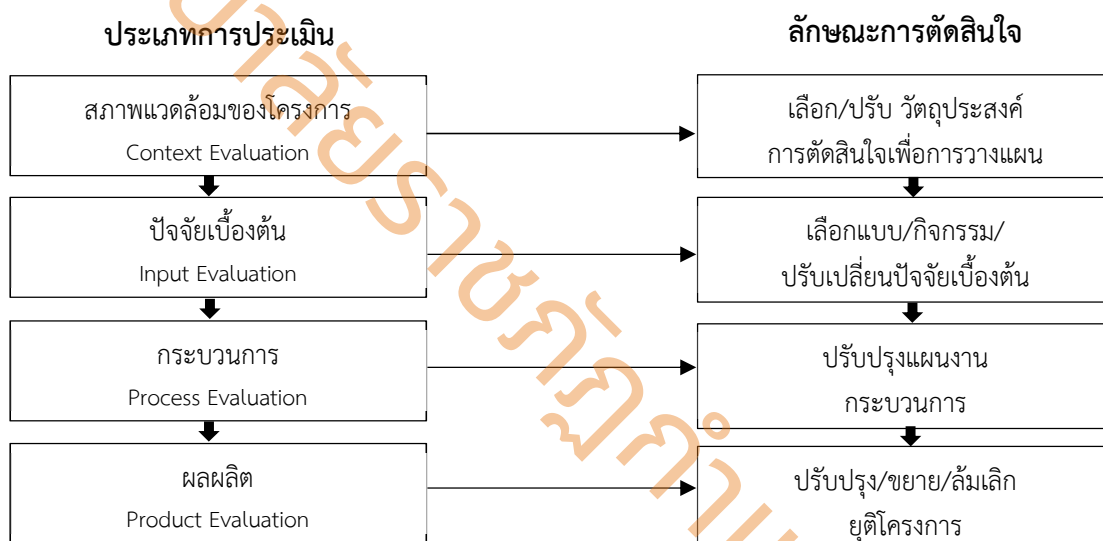 ประเภทการประเมิน
ลักษณะการตัดสินใจ
สภาพแวดล้อมของโครงการ
Context Evaluation
เลือก/ปรับ วัตถุประสงค์
การตัดสินใจเพื่อการวางแผน
ปัจจัยเบื้องต้น
Input Evaluation
เลือกแบบ/กิจกรรม/
ปรับเปลี่ยนปัจจัยเบื้องต้น
กระบวนการ
Process Evaluation
ปรับปรุงแผนงาน
กระบวนการ
ผลผลิต
Product Evaluation
ปรับปรุง/ขยาย/ล้มเลิก
ยุติโครงการ